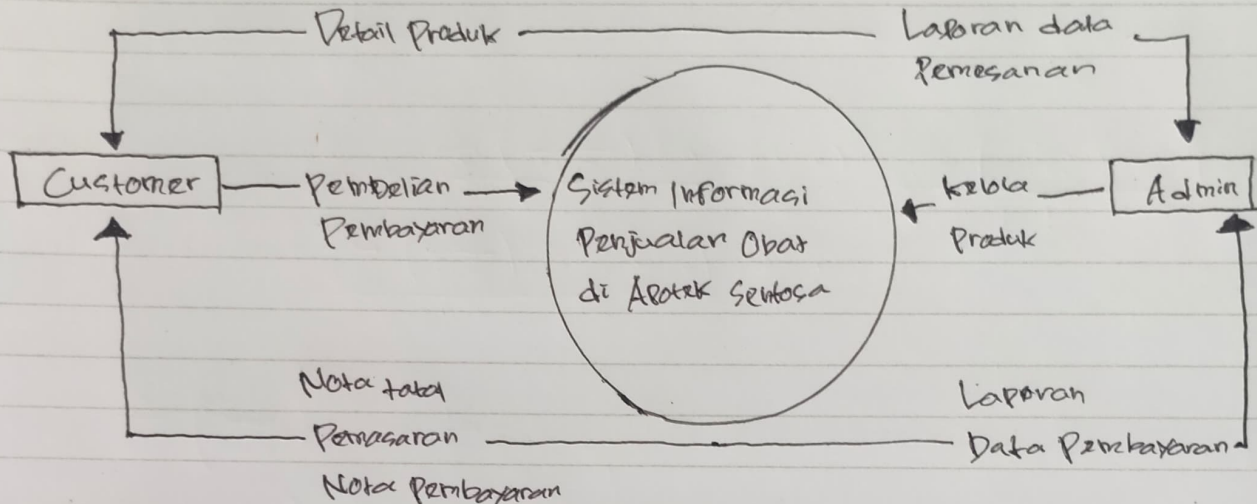 Detail Produk
Laporan data
Pemesanan
Customer
Pembelian
Pembayaran
Sistem Informasi
Penjualan Obat
di Apotek Sentosa
Kelola
Produk
Admin
Nota total
Pemasaran
Nota Pembayaran
Laporan
Data Pembayaran